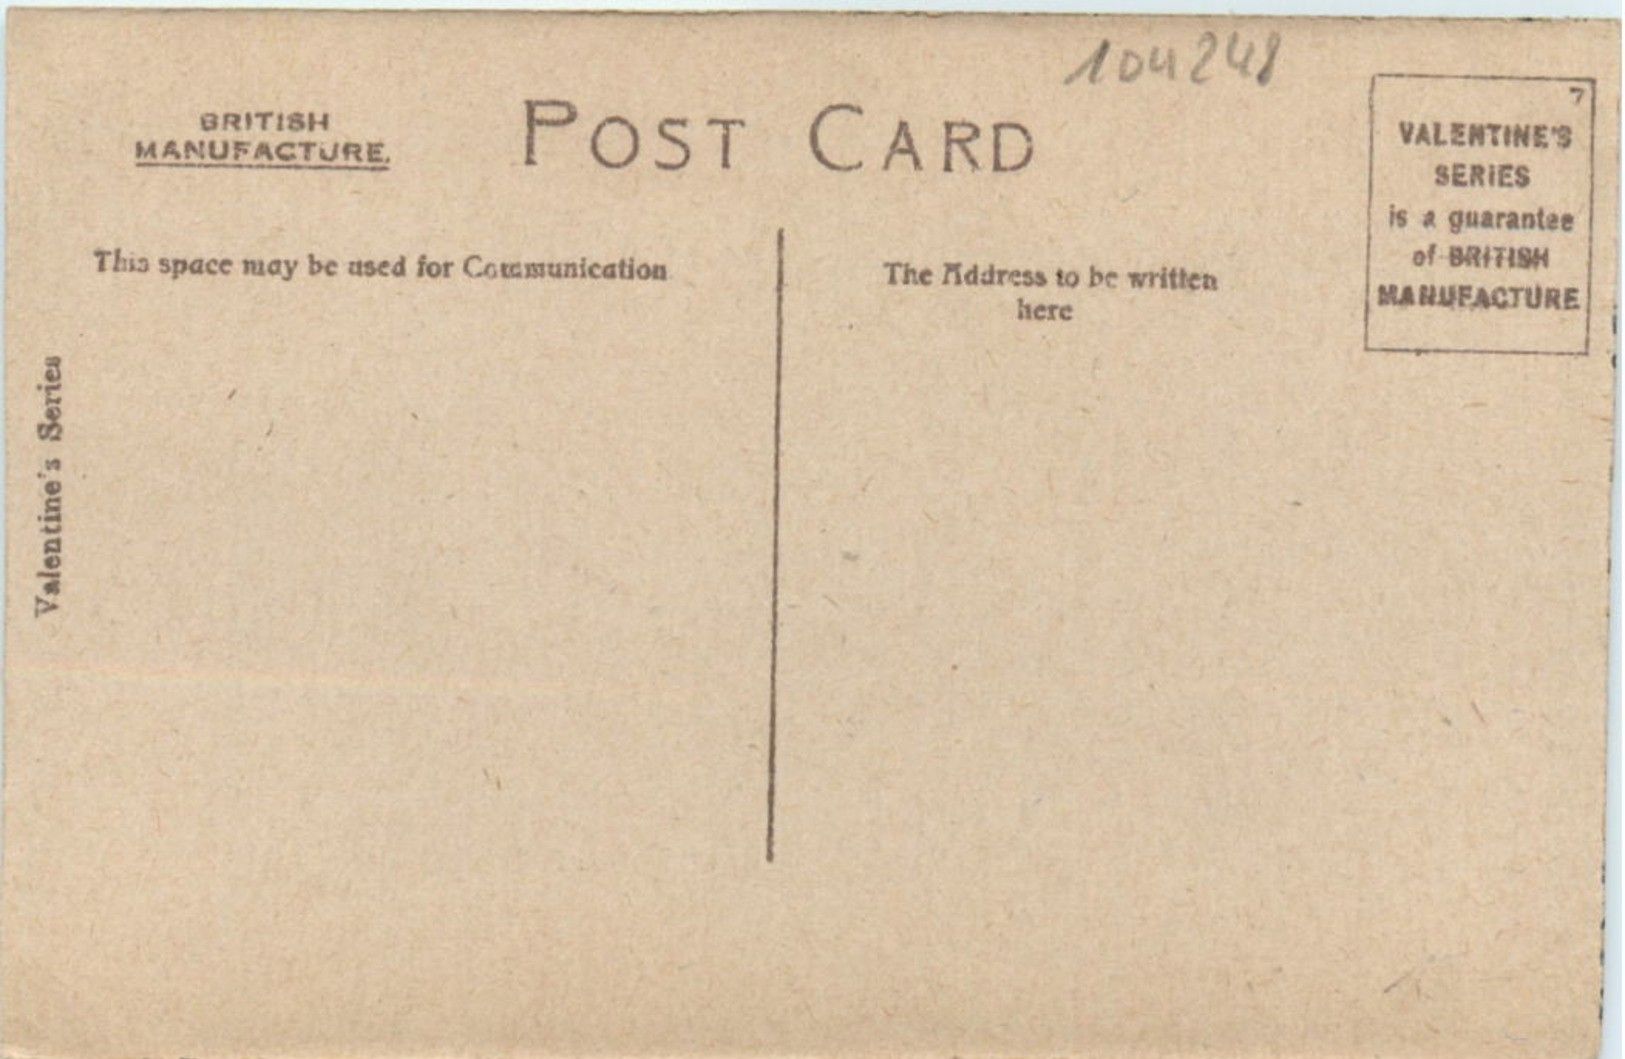 104248
BRITISH
MANUFACTURE.
POST CARD
7
VALENTINE'S
SERIES
is a guarantee
of BRITISH
MANUFACTURE
This space may be used for Communication
The Address to be written
here
Valentine's Series